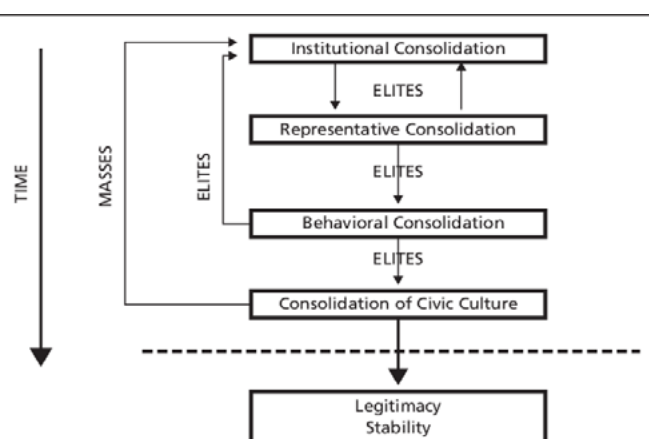 Institutional Consolidation
ELITES
Representative Consolidation
ELITES
Behavioral Consolidation
ELITES
Consolidation of Civic Culture
Legitimacy
Stability
TIME
MASSES
ELITES